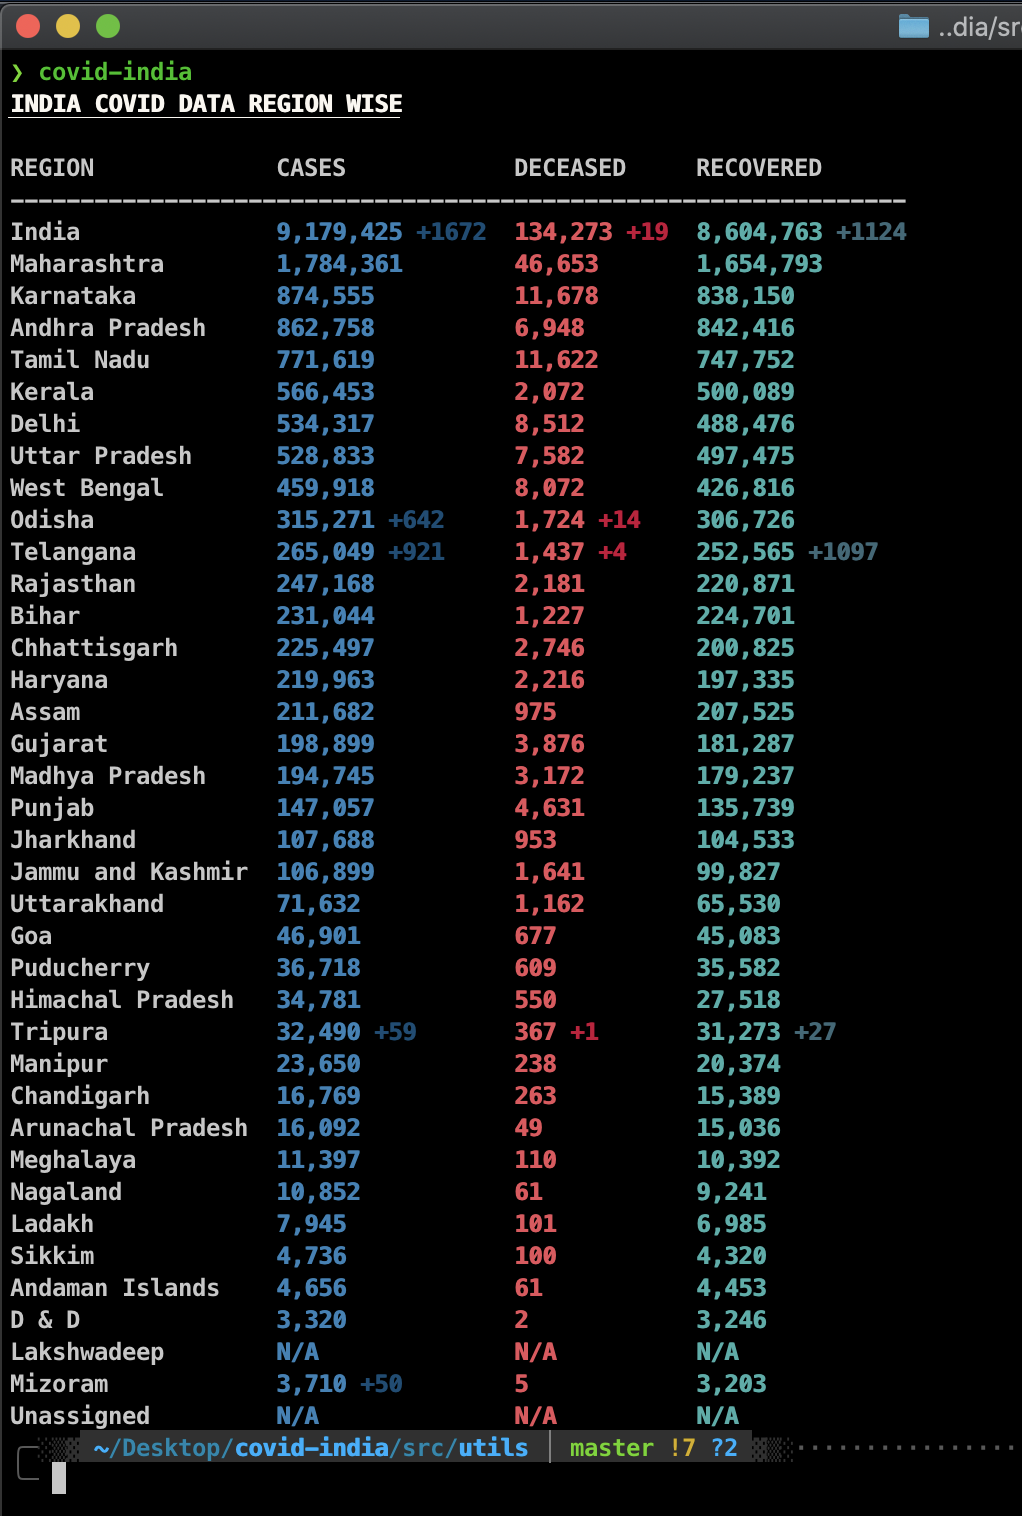 ..dia/src
❯ covid-india
INDIA COVID DATA REGION WISE
REGION CASES DECEASED RECOVERED
----------------------------------------------------------------
India 9,179,425 +1672 134,273 +19 8,604,763 +1124
Maharashtra 1,784,361 46,653 1,654,793
Karnataka 874,555 11,678 838,150
Andhra Pradesh 862,758 6,948 842,416
Tamil Nadu 771,619 11,622 747,752
Kerala 566,453 2,072 500,089
Delhi 534,317 8,512 488,476
Uttar Pradesh 528,833 7,582 497,475
West Bengal 459,918 8,072 426,816
Odisha 315,271 +642 1,724 +14 306,726
Telangana 265,049 +921 1,437 +4 252,565 +1097
Rajasthan 247,168 2,181 220,871
Bihar 231,044 1,227 224,701
Chhattisgarh 225,497 2,746 200,825
Haryana 219,963 2,216 197,335
Assam 211,682 975 207,525
Gujarat 198,899 3,876 181,287
Madhya Pradesh 194,745 3,172 179,237
Punjab 147,057 4,631 135,739
Jharkhand 107,688 953 104,533
Jammu and Kashmir 106,899 1,641 99,827
Uttarakhand 71,632 1,162 65,530
Goa 46,901 677 45,083
Puducherry 36,718 609 35,582
Himachal Pradesh 34,781 550 27,518
Tripura 32,490 +59 367 +1 31,273 +27
Manipur 23,650 238 20,374
Chandigarh 16,769 263 15,389
Arunachal Pradesh 16,092 49 15,036
Meghalaya 11,397 110 10,392
Nagaland 10,852 61 9,241
Ladakh 7,945 101 6,985
Sikkim 4,736 100 4,320
Andaman Islands 4,656 61 4,453
D & D 3,320 2 3,246
Lakshwadeep N/A N/A N/A
Mizoram 3,710 +50 5 3,203
Unassigned N/A N/A N/A
~/Desktop/covid-india/src/utils master !7 ?2